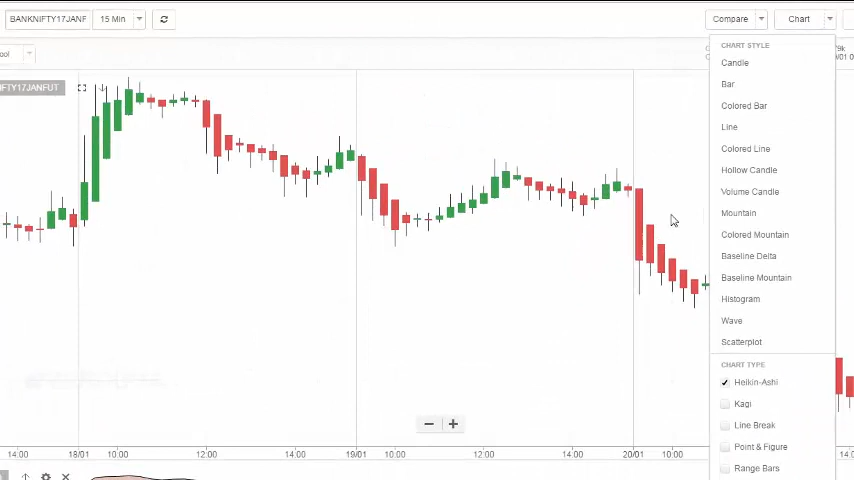 BANKNIFTY17JANF 15 Min Compare Chart
CHART STYLE
Candle
Bar
Colored Bar
Line
Colored Line
Hollow Candle
Volume Candle
Mountain
Colored Mountain
Baseline Delta
Baseline Mountain
Histogram
Wave
Scatterplot
CHART TYPE
Heikin-Ashi
Kagi
Line Break
Point & Figure
Range Bars
ool
IFTY17JANFUT
14:00 18/01 10:00 12:00 14:00 19/01 10:00 12:00 14:00 20/01 10:00 14:0